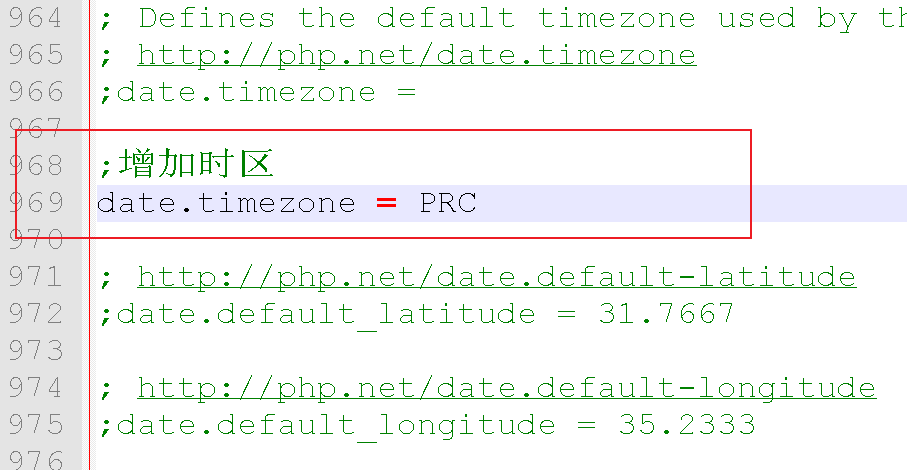 964 ; Defines the default timezone used by th
965 ; http://php.net/date.timezone
966 ;date.timezone =
967
968 ;增加时区
969 date.timezone = PRC
970
971 ; http://php.net/date.default-latitude
972 ;date.default_latitude = 31.7667
973
974 ; http://php.net/date.default-longitude
975 ;date.default_longitude = 35.2333
976